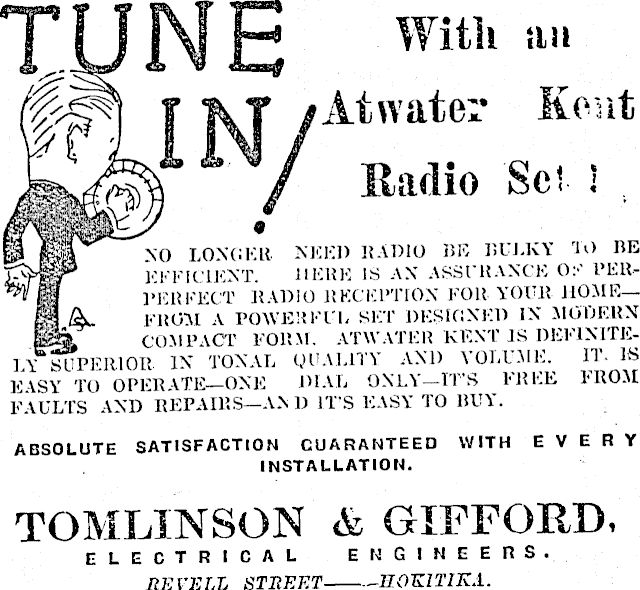 TUNE IN!
With an
Atwater Kent
Radio Set!
NO LONGER NEED RADIO BE BULKY TO BE
EFFICIENT. HERE IS AN ASSURANCE OF PER-
PERFECT RADIO RECEPTION FOR YOUR HOME—
FROM A POWERFUL SET DESIGNED IN MODERN
COMPACT FORM. ATWATER KENT IS DEFINITE-
LY SUPERIOR IN TONAL QUALITY AND VOLUME. IT IS
EASY TO OPERATE—ONE DIAL ONLY—IT'S FREE FROM
FAULTS AND REPAIRS—AND IT'S EASY TO BUY.
ABSOLUTE SATISFACTION GUARANTEED WITH EVERY
INSTALLATION.
TOMLINSON & GIFFORD,
ELECTRICAL ENGINEERS.
REVELL STREET——HOKITIKA.